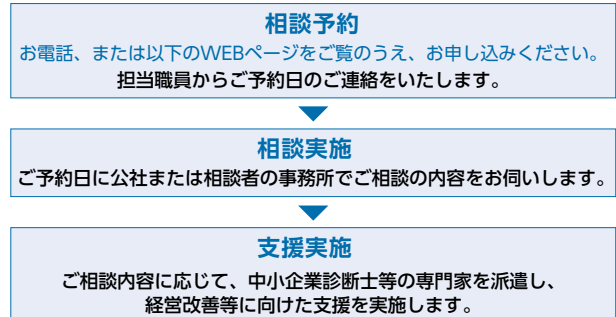 相談予約
お電話、または以下のWEBページをご覧のうえ、お申し込みください。
担当職員からご予約日のご連絡をいたします。
相談実施
ご予約日に公社または相談者の事務所でご相談の内容をお伺いします。
支援実施
ご相談内容に応じて、中小企業診断士等の専門家を派遣し、
経営改善等に向けた支援を実施します。